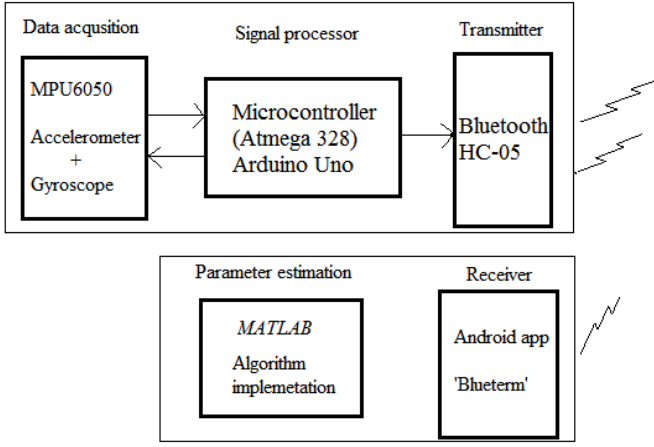 Data acqusition
Signal processor
Transmitter
MPU6050
Accelerometer
+
Gyroscope
Microcontroller
(Atmega 328)
Arduino Uno
Bluetooth
HC-05
Parameter estimation
Receiver
MATLAB
Algorithm
implemetation
Android app
'Blueterm'